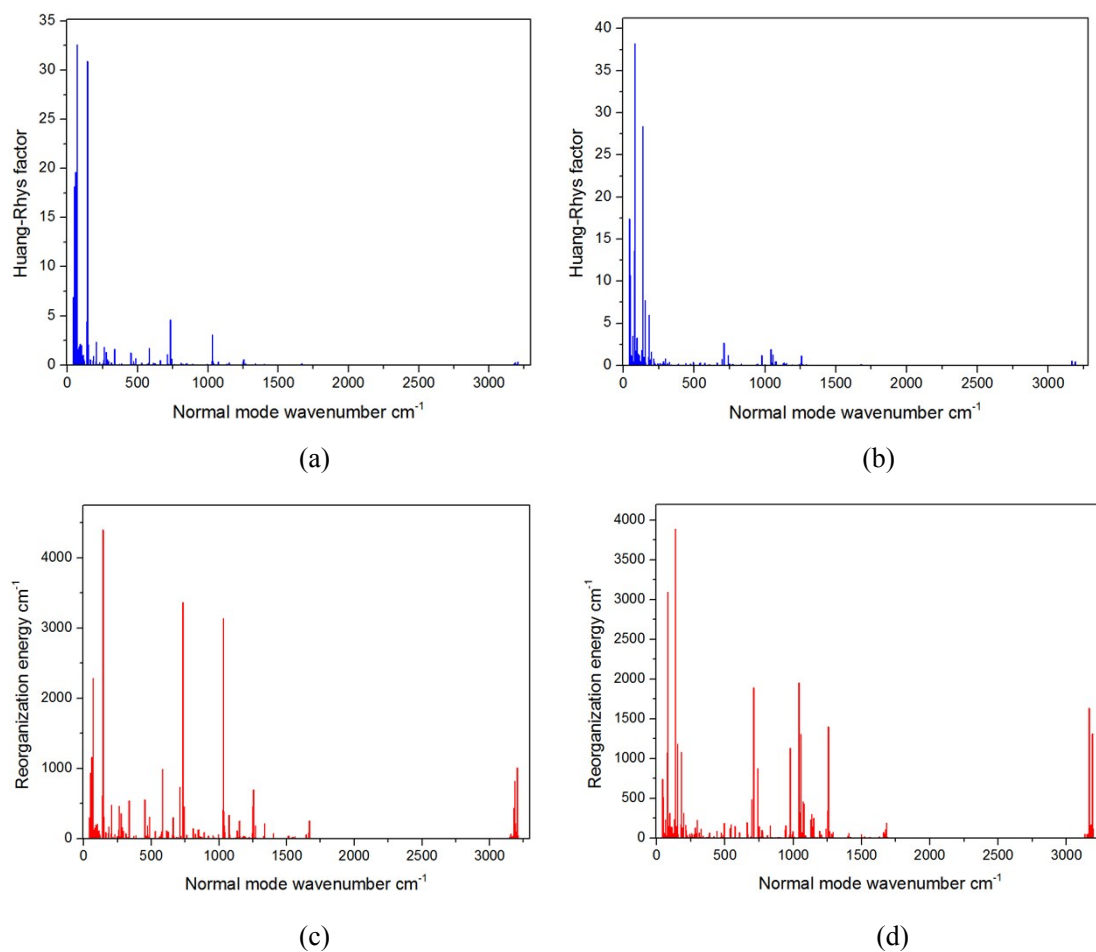 35
30
25
20
15
10
5
0
Huang-Rhys factor
0 500 1000 1500 2000 2500 3000
Normal mode wavenumber cm⁻¹
(a)
40
35
30
25
20
15
10
5
0
Huang-Rhys factor
0 500 1000 1500 2000 2500 3000
Normal mode wavenumber cm⁻¹
(b)
4000
3000
2000
1000
0
Reorganization energy cm⁻¹
0 500 1000 1500 2000 2500 3000
Normal mode wavenumber cm⁻¹
(c)
4000
3500
3000
2500
2000
1500
1000
500
0
Reorganization energy cm⁻¹
0 500 1000 1500 2000 2500 3000
Normal mode wavenumber cm⁻¹
(d)